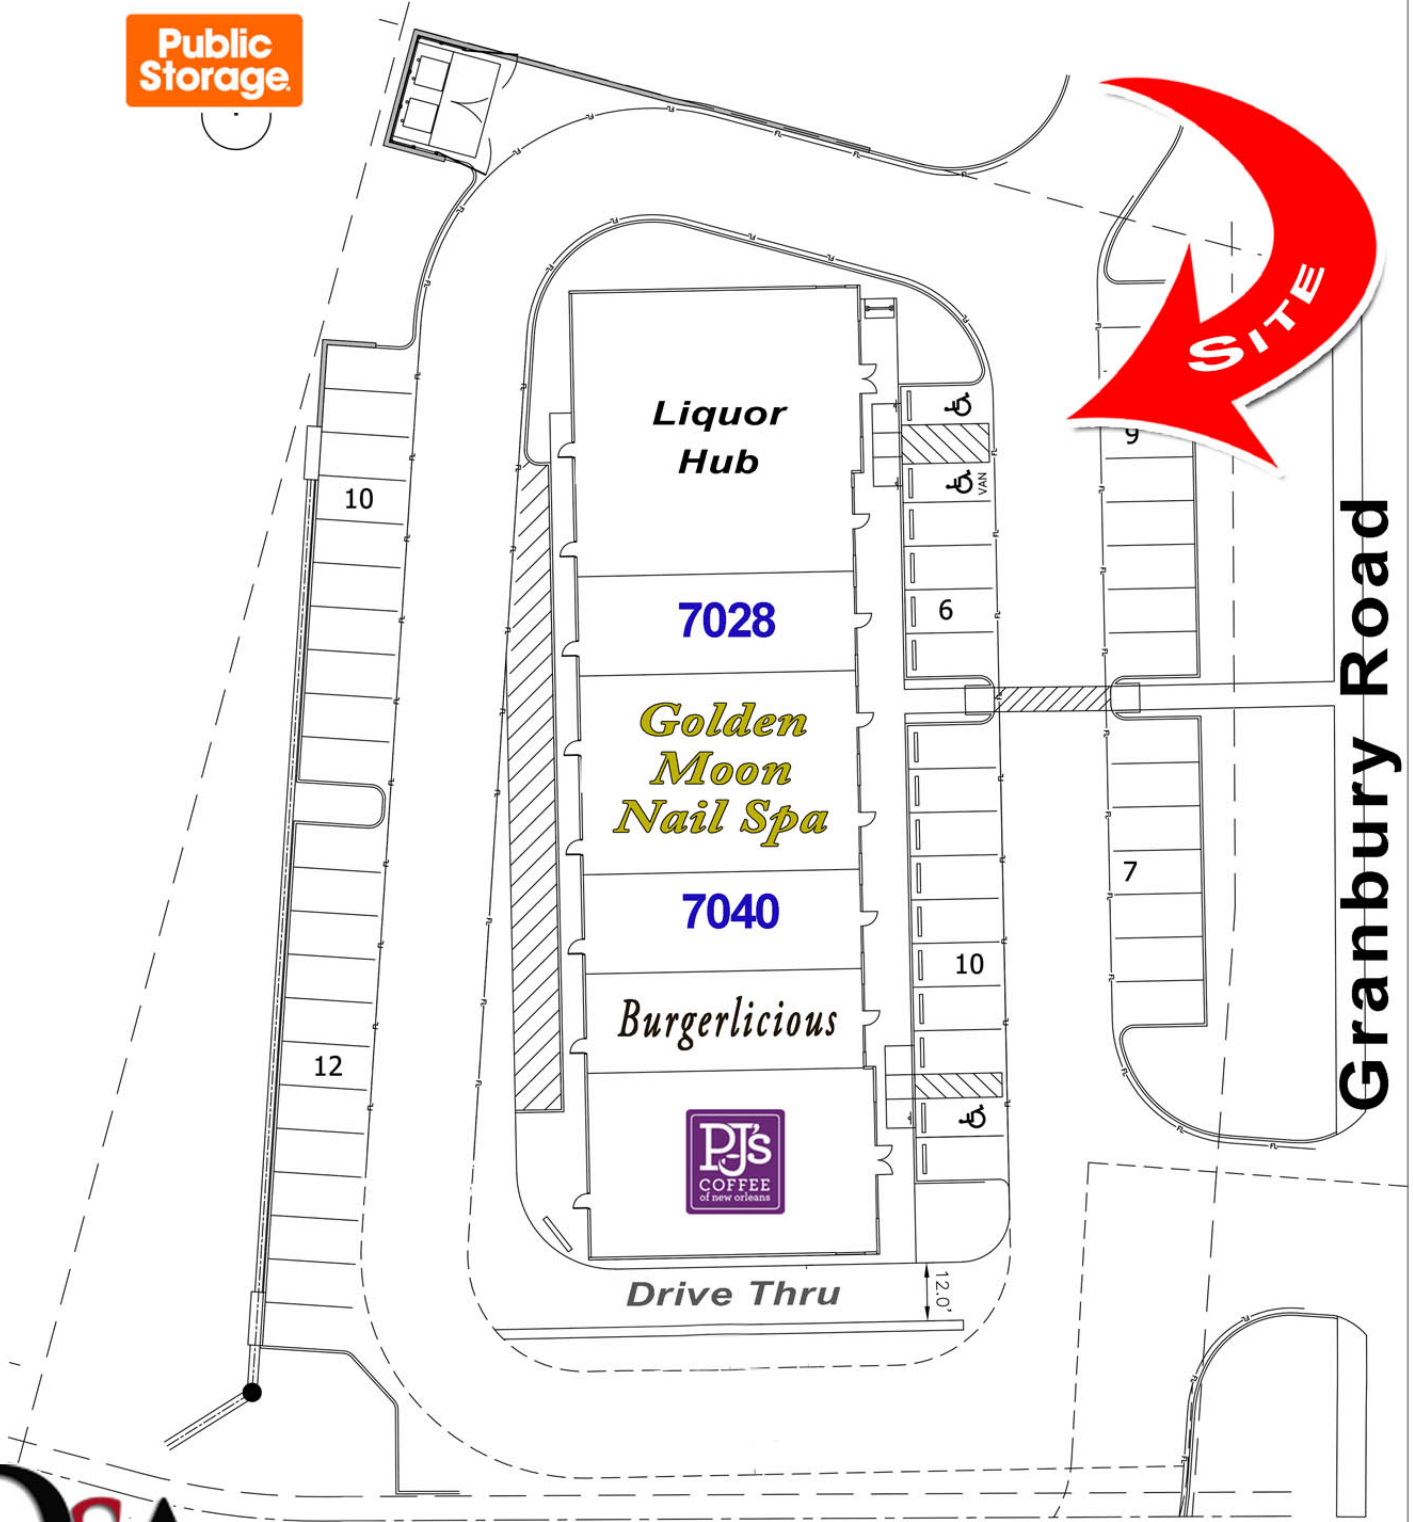 Public
Storage.
SITE
Liquor
Hub
VAN
9
10
7028
6
Golden
Moon
Nail Spa
7
7040
10
Burgerlicious
12
PJ's
COFFEE
of new orleans
Drive Thru
12.0'
Granbury Road